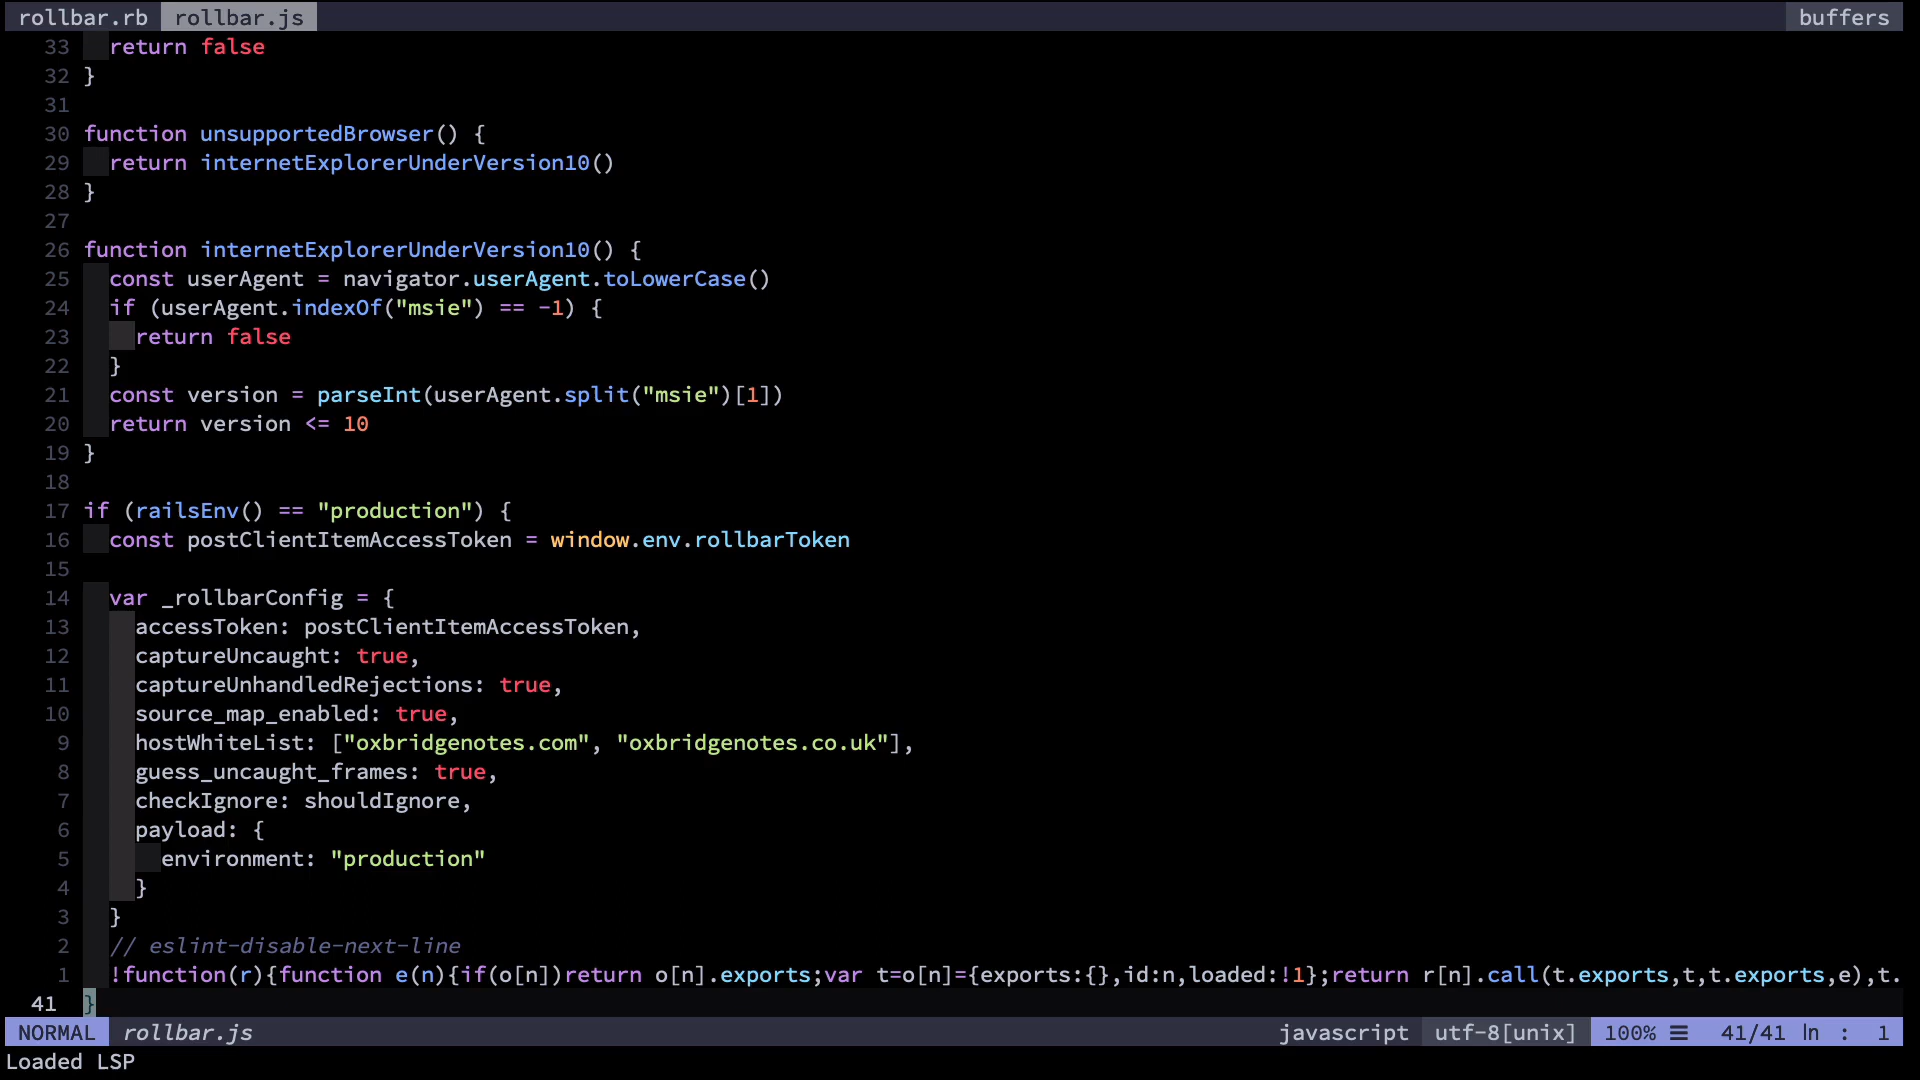 rollbar.rb rollbar.js buffers
33 return false
32 }
31
30 function unsupportedBrowser() {
29 return internetExplorerUnderVersion10()
28 }
27
26 function internetExplorerUnderVersion10() {
25 const userAgent = navigator.userAgent.toLowerCase()
24 if (userAgent.indexOf("msie") == -1) {
23 return false
22 }
21 const version = parseInt(userAgent.split("msie")[1])
20 return version <= 10
19 }
18
17 if (railsEnv() == "production") {
16 const postClientItemAccessToken = window.env.rollbarToken
15
14 var _rollbarConfig = {
13 accessToken: postClientItemAccessToken,
12 captureUncaught: true,
11 captureUnhandledRejections: true,
10 source_map_enabled: true,
9 hostWhiteList: ["oxbridgenotes.com", "oxbridgenotes.co.uk"],
8 guess_uncaught_frames: true,
7 checkIgnore: shouldIgnore,
6 payload: {
5 environment: "production"
4 }
3 }
2 // eslint-disable-next-line
1 !function(r){function e(n){if(o[n])return o[n].exports;var t=o[n]={exports:{},id:n,loaded:!1};return r[n].call(t.exports,t,t.exports,e),t.
41 }
NORMAL rollbar.js javascript utf-8[unix] 100% ☰ 41/41 ln : 1
Loaded LSP